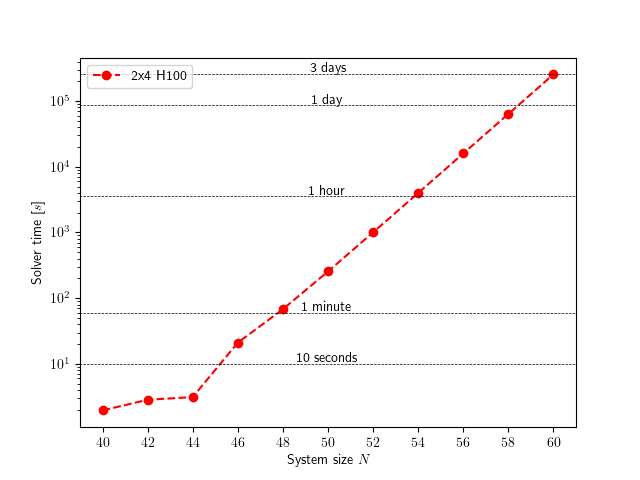 2x4 H100
3 days
1 day
1 hour
1 minute
10 seconds
10^5
10^4
10^3
10^2
10^1
Solver time [s]
40 42 44 46 48 50 52 54 56 58 60
System size N